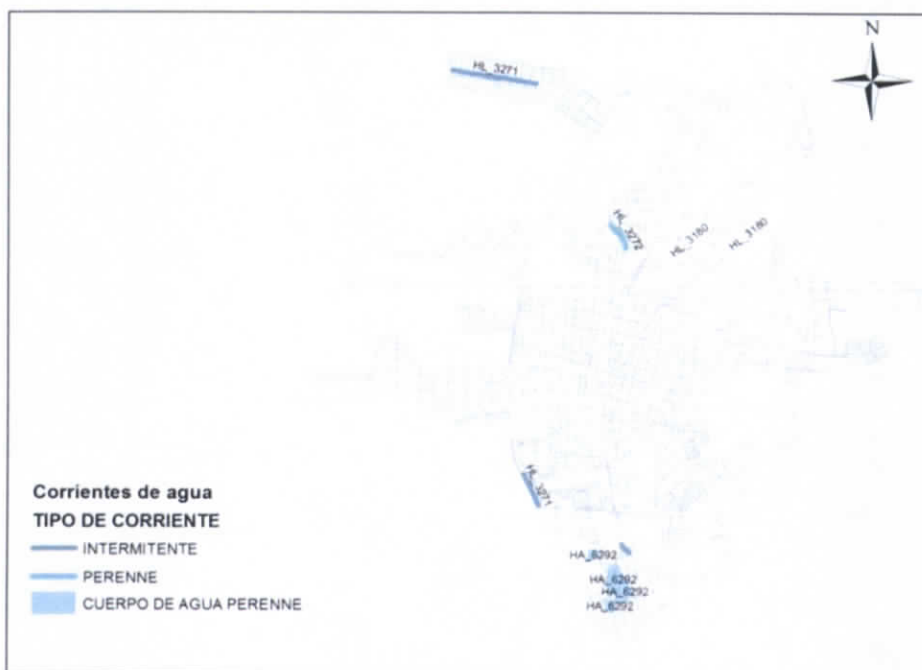 N
HL_3271
HL_3272
HL_3180
HL_3180
HL_3271
Corrientes de agua
TIPO DE CORRIENTE
INTERMITENTE
PERENNE
CUERPO DE AGUA PERENNE
HA_6292
HA_6292
HA_6292
HA_6292